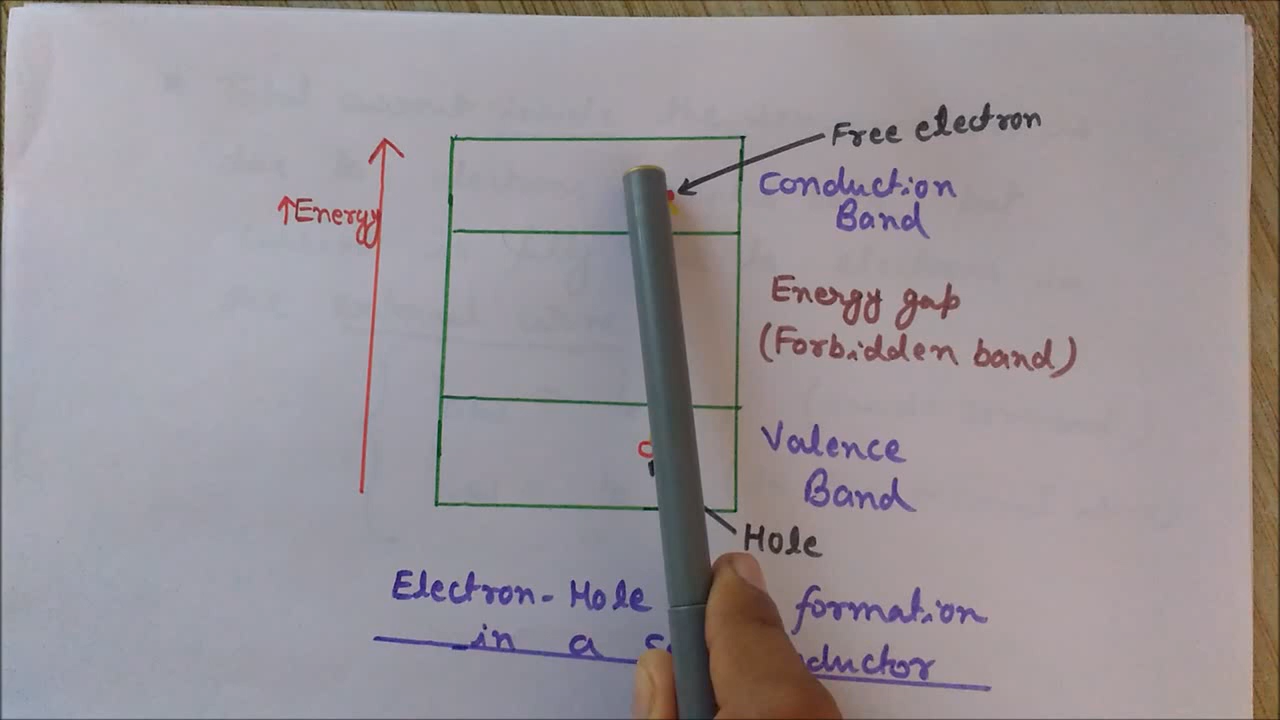 Free electron
Conduction
Band
↑Energy
Energy gap
(Forbidden band)
Valence
Band
Hole
Electron-Hole formation
in a